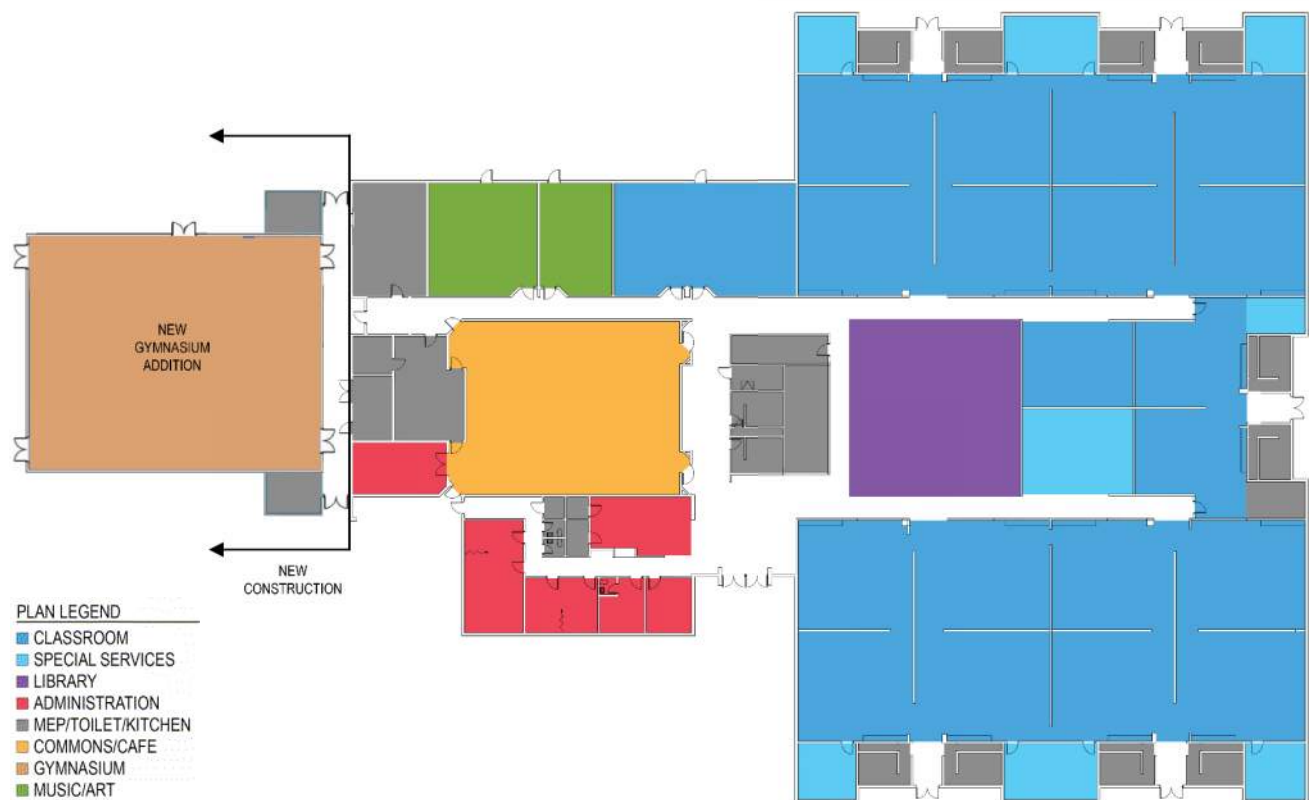 NEW
GYMNASIUM
ADDITION
NEW
CONSTRUCTION
PLAN LEGEND
CLASSROOM
SPECIAL SERVICES
LIBRARY
ADMINISTRATION
MEP/TOILET/KITCHEN
COMMONS/CAFE
GYMNASIUM
MUSIC/ART